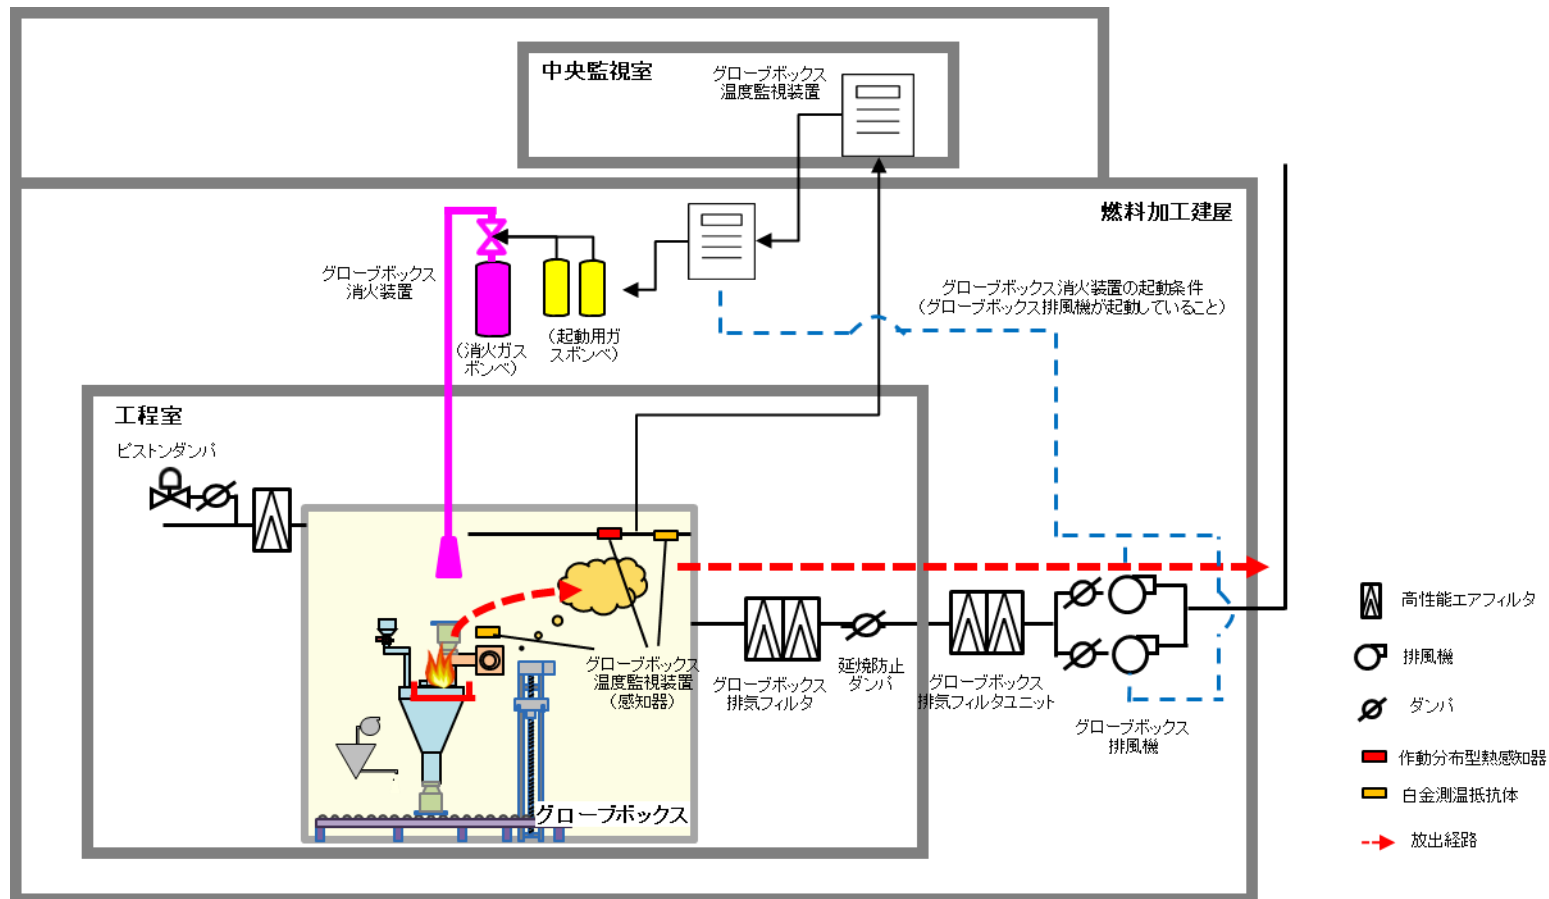 中央監視室
グローブボックス
温度監視装置
燃料加工建屋
グローブボックス
消火装置
(消火ガス
ボンベ)
(起動用ガ
スボンベ)
グローブボックス消火装置の起動条件
(グローブボックス排風機が起動していること)
工程室
ピストンダンパ
グローブボックス
温度監視装置
(感知器)
グローブボックス
グローブボックス
排気フィルタ
延焼防止
ダンパ
グローブボックス
排気フィルタユニット
グローブボックス
排風機
高性能エアフィルタ
排風機
ダンパ
作動分布型熱感知器
白金測温抵抗体
放出経路